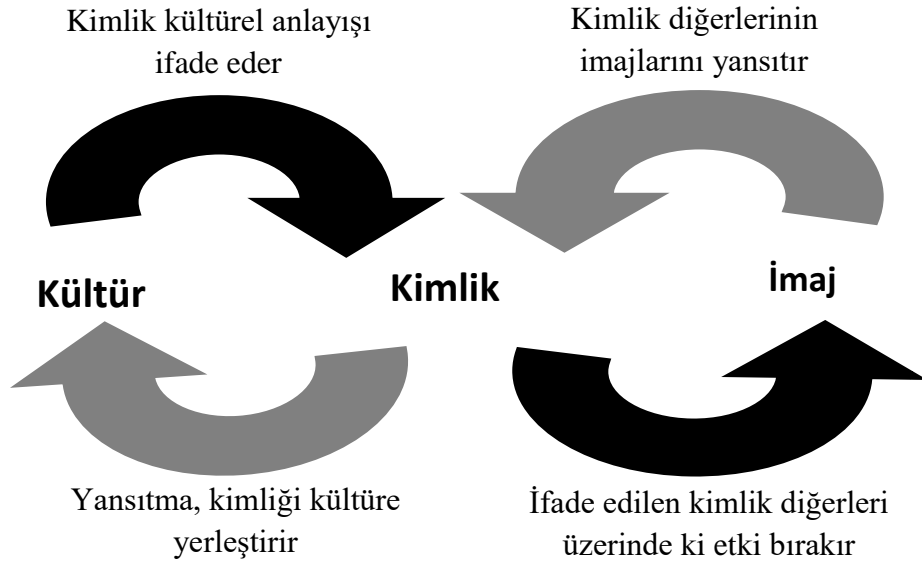 Kimlik kültürel anlayışı
ifade eder
Kimlik diğerlerinin
imajlarını yansıtır
Kültür
Kimlik
İmaj
Yansıtma, kimliği kültüre
yerleştirir
İfade edilen kimlik diğerleri
üzerinde ki etki bırakır